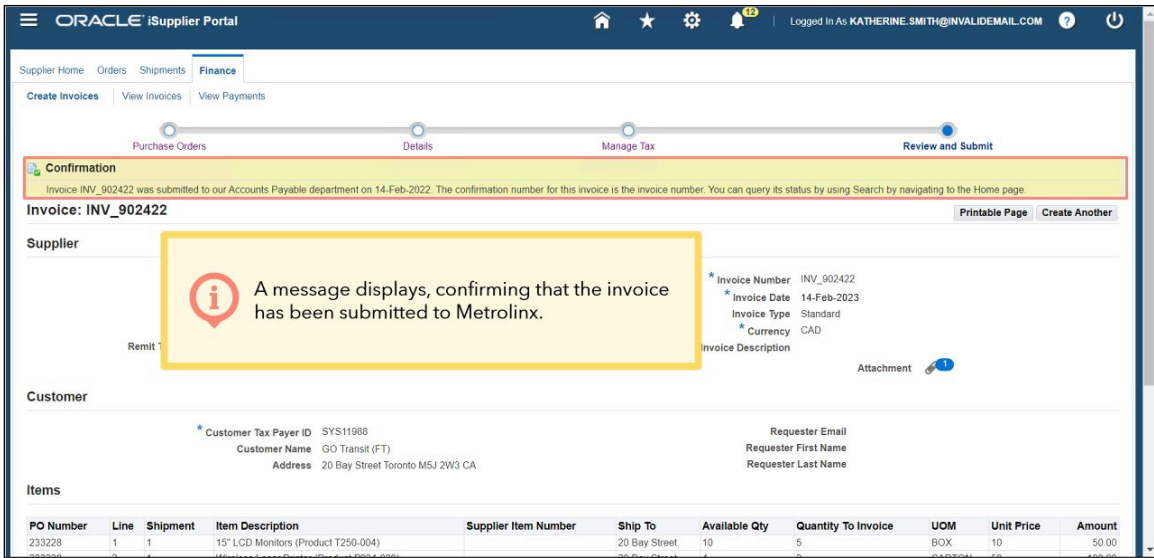 ORACLE iSupplier Portal
12
Logged In As KATHERINE.SMITH@INVALIDEMAIL.COM
?
Supplier Home Orders Shipments Finance
Create Invoices View Invoices View Payments
Purchase Orders Details Manage Tax Review and Submit
Confirmation
Invoice INV_902422 was submitted to our Accounts Payable department on 14-Feb-2022. The confirmation number for this invoice is the invoice number. You can query its status by using Search by navigating to the Home page.
Invoice: INV_902422
Printable Page Create Another
Supplier
A message displays, confirming that the invoice
has been submitted to Metrolinx.
Remit
* Invoice Number INV_902422
* Invoice Date 14-Feb-2023
Invoice Type Standard
* Currency CAD
Invoice Description
Attachment 1
Customer
* Customer Tax Payer ID SYS11988
Customer Name GO Transit (FT)
Address 20 Bay Street Toronto M5J 2W3 CA
Requester Email
Requester First Name
Requester Last Name
Items
PO Number Line Shipment Item Description Supplier Item Number Ship To Available Qty Quantity To Invoice UOM Unit Price Amount
233228 1 1 15" LCD Monitors (Product T250-004) 20 Bay Street 10 5 BOX 10 50.00